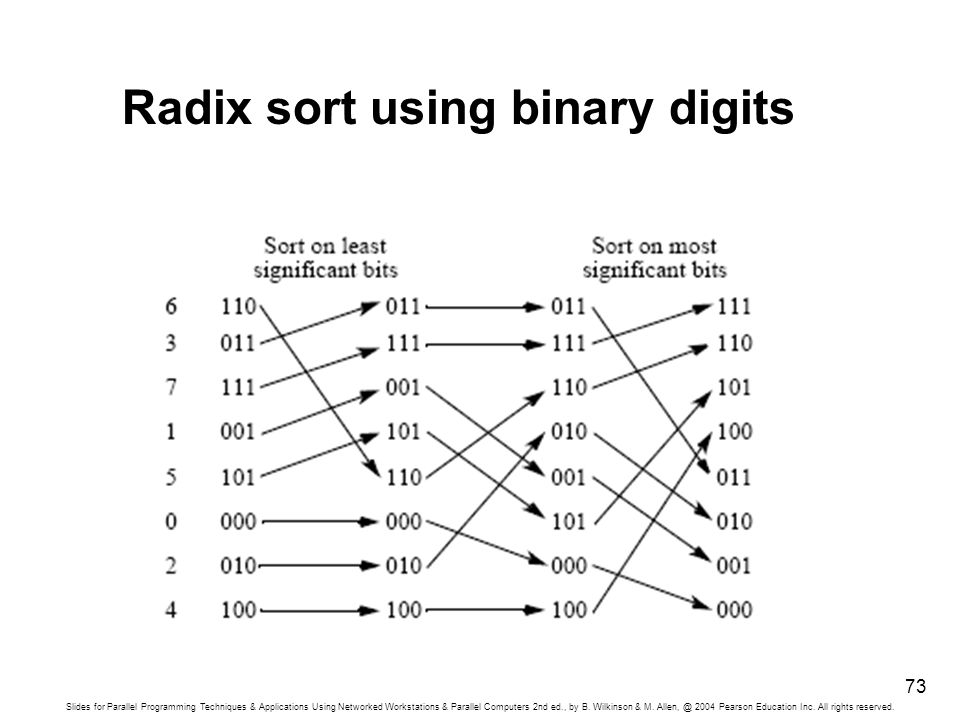 Radix sort using binary digits
Sort on least
significant bits
Sort on most
significant bits
6 110 011 011 111
3 011 111 111 110
7 111 001 110 101
1 001 101 010 100
5 101 110 001 011
0 000 000 101 010
2 010 010 000 001
4 100 100 100 000
73
Slides for Parallel Programming Techniques & Applications Using Networked Workstations & Parallel Computers 2nd ed., by B. Wilkinson & M. Allen, @ 2004 Pearson Education Inc. All rights reserved.